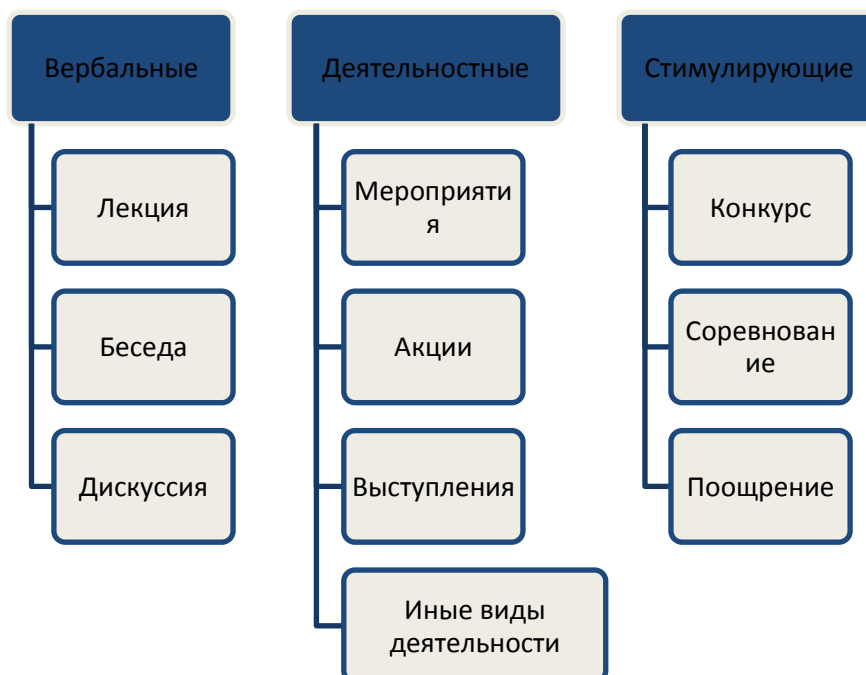 Вербальные
Лекция
Беседа
Дискуссия
Деятельностные
Мероприяти
я
Акции
Выступления
Иные виды
деятельности
Стимулирующие
Конкурс
Соревнован
ие
Поощрение